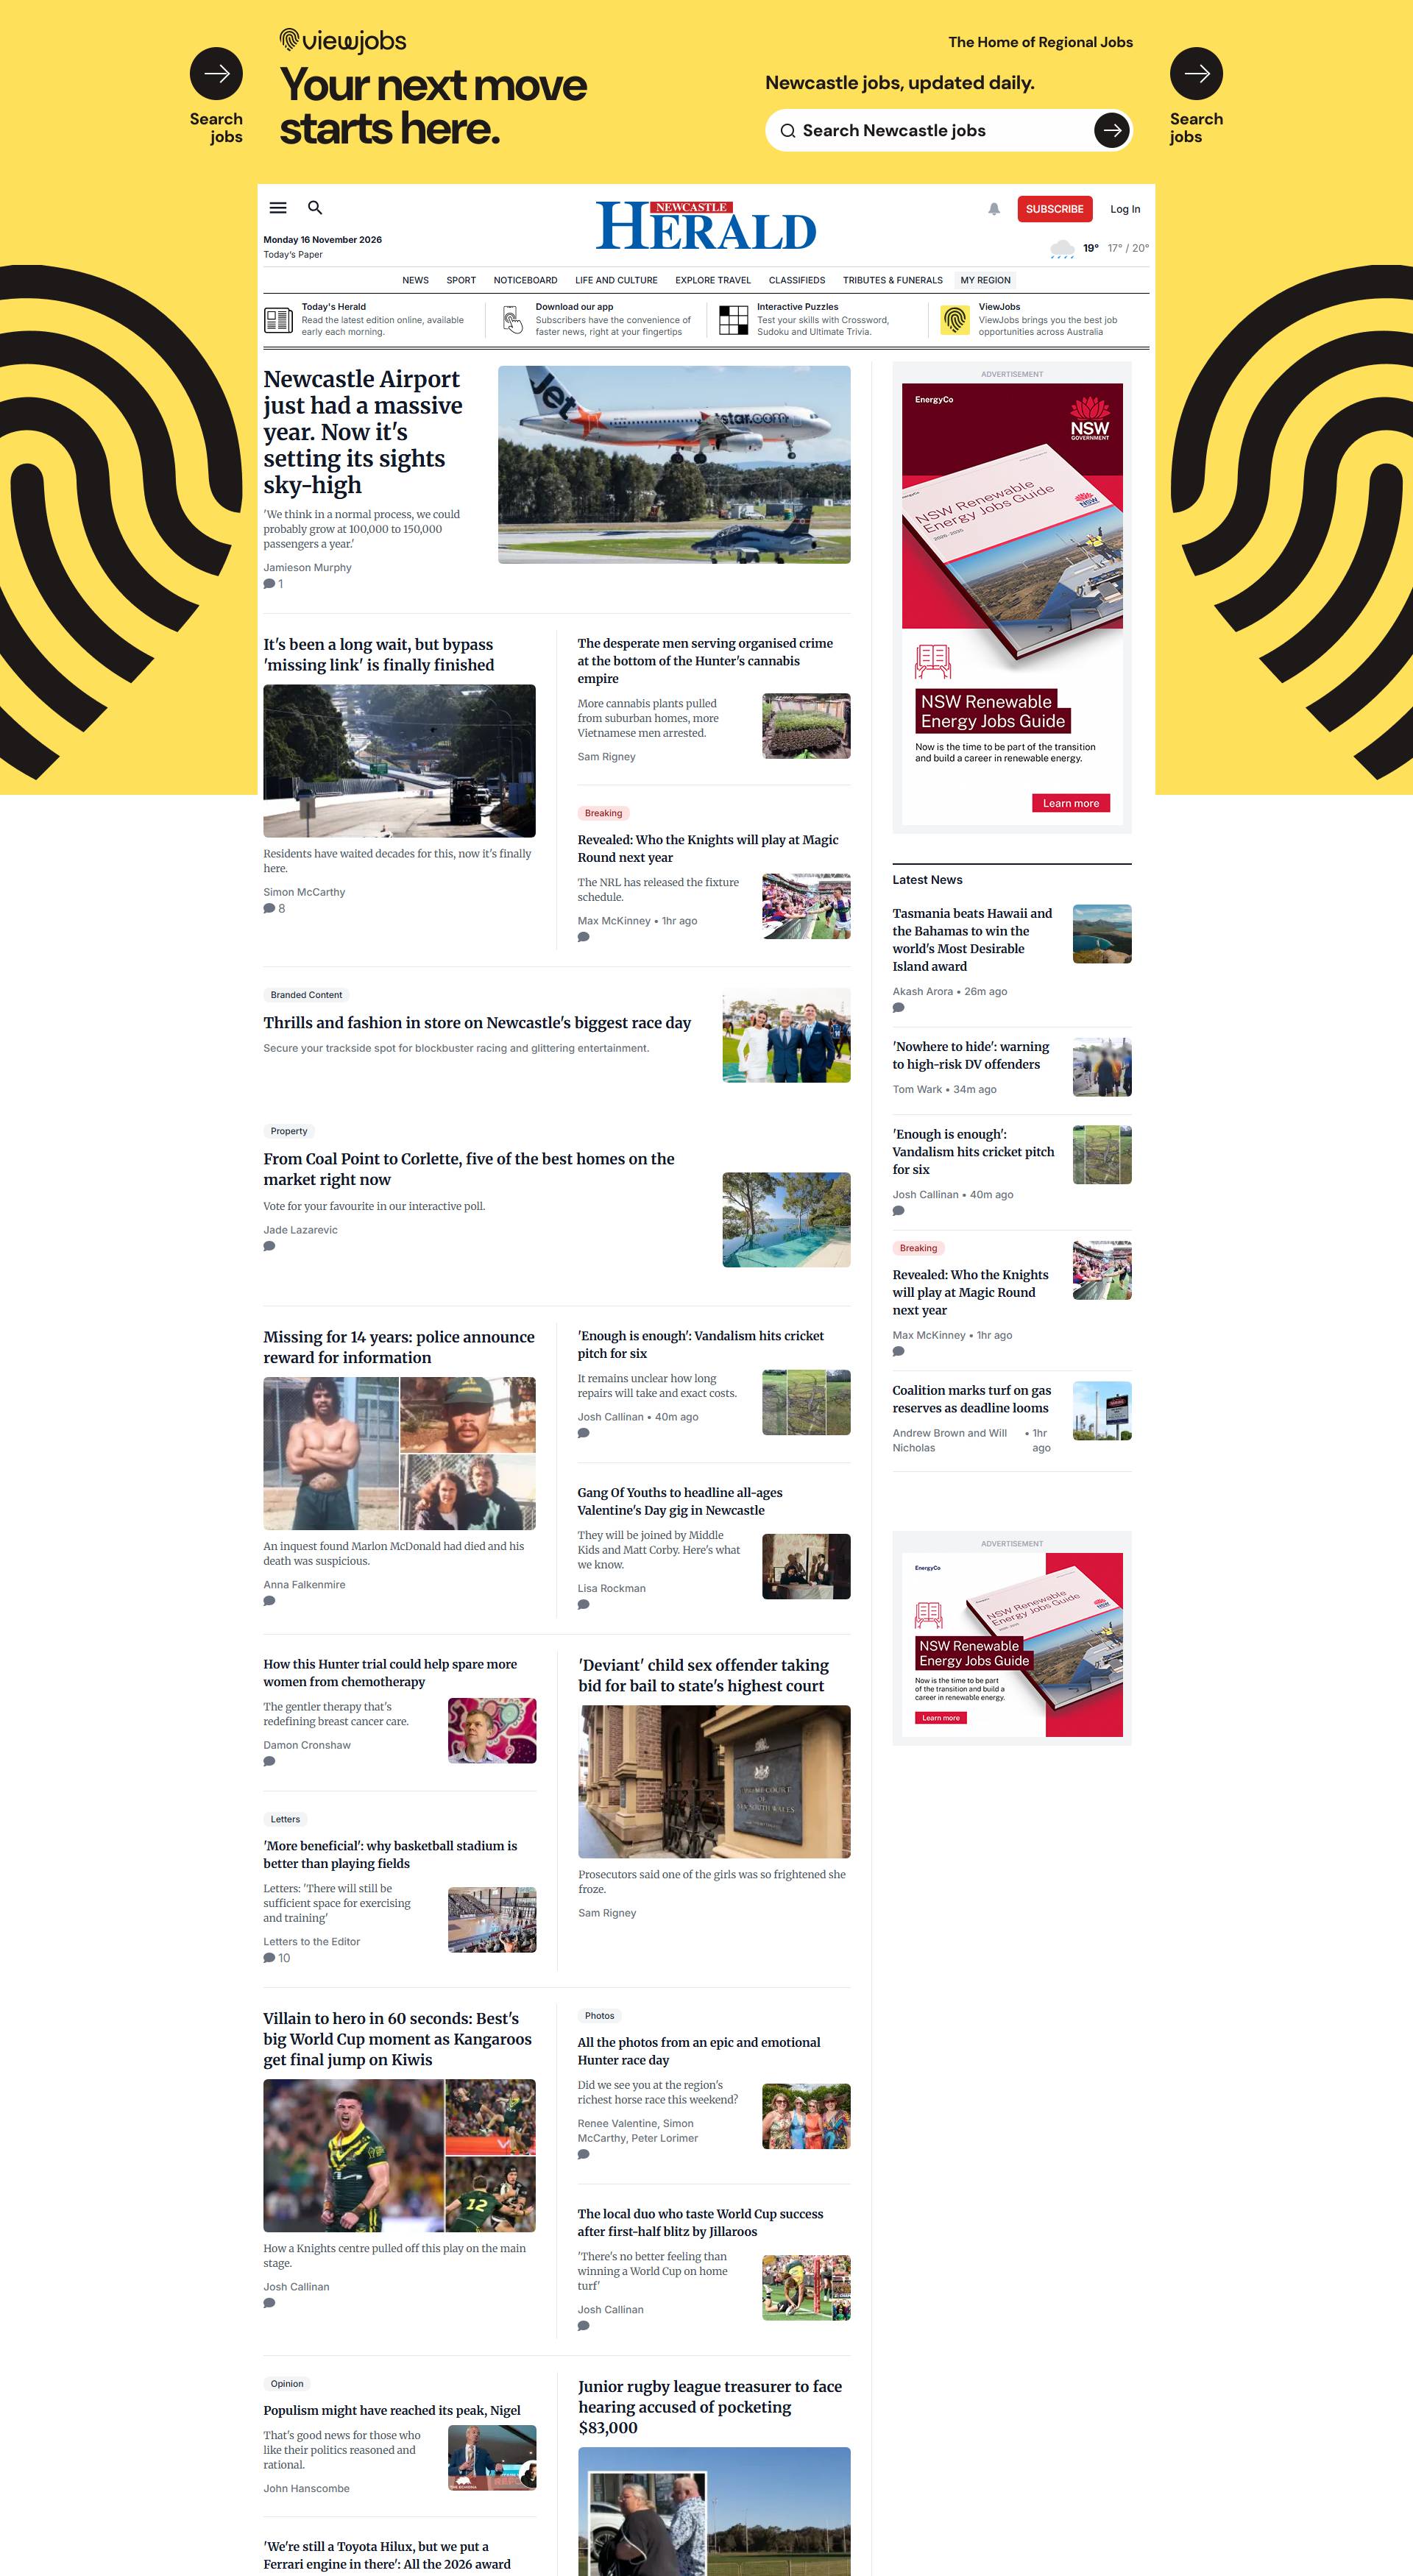 viewjobs
Your next move
starts here.
The Home of Regional Jobs
Newcastle jobs, updated daily.
Search Newcastle jobs
Search
jobs
Search
jobs
NEWCASTLE
HERALD
SUBSCRIBE
Log In
Monday 16 November 2026
Today's Paper
19° 17° / 20°
NEWS SPORT NOTICEBOARD LIFE AND CULTURE EXPLORE TRAVEL CLASSIFIEDS TRIBUTES & FUNERALS MY REGION
Today's Herald
Read the latest edition online, available
early each morning.
Download our app
Subscribers have the convenience of
faster news, right at your fingertips
Interactive Puzzles
Test your skills with Crossword,
Sudoku and Ultimate Trivia.
ViewJobs
ViewJobs brings you the best job
opportunities across Australia
Newcastle Airport
just had a massive
year. Now it's
setting its sights
sky-high
'We think in a normal process, we could
probably grow at 100,000 to 150,000
passengers a year.'
Jamieson Murphy
1
Jet
star.com
It's been a long wait, but bypass
'missing link' is finally finished
Residents have waited decades for this, now it's finally
here.
Simon McCarthy
8
The desperate men serving organised crime
at the bottom of the Hunter's cannabis
empire
More cannabis plants pulled
from suburban homes, more
Vietnamese men arrested.
Sam Rigney
Breaking
Revealed: Who the Knights will play at Magic
Round next year
The NRL has released the fixture
schedule.
Max McKinney • 1hr ago
Branded Content
Thrills and fashion in store on Newcastle's biggest race day
Secure your trackside spot for blockbuster racing and glittering entertainment.
Property
From Coal Point to Corlette, five of the best homes on the
market right now
Vote for your favourite in our interactive poll.
Jade Lazarevic
Missing for 14 years: police announce
reward for information
An inquest found Marlon McDonald had died and his
death was suspicious.
Anna Falkenmire
'Enough is enough': Vandalism hits cricket
pitch for six
It remains unclear how long
repairs will take and exact costs.
Josh Callinan • 40m ago
Gang Of Youths to headline all-ages
Valentine's Day gig in Newcastle
They will be joined by Middle
Kids and Matt Corby. Here's what
we know.
Lisa Rockman
How this Hunter trial could help spare more
women from chemotherapy
The gentler therapy that's
redefining breast cancer care.
Damon Cronshaw
Letters
'More beneficial': why basketball stadium is
better than playing fields
Letters: 'There will still be
sufficient space for exercising
and training'
Letters to the Editor
10
'Deviant' child sex offender taking
bid for bail to state's highest court
Prosecutors said one of the girls was so frightened she
froze.
Sam Rigney
Villain to hero in 60 seconds: Best's
big World Cup moment as Kangaroos
get final jump on Kiwis
12
How a Knights centre pulled off this play on the main
stage.
Josh Callinan
Photos
All the photos from an epic and emotional
Hunter race day
Did we see you at the region's
richest horse race this weekend?
Renee Valentine, Simon
McCarthy, Peter Lorimer
The local duo who taste World Cup success
after first-half blitz by Jillaroos
'There's no better feeling than
winning a World Cup on home
turf'
Josh Callinan
Opinion
Populism might have reached its peak, Nigel
That's good news for those who
like their politics reasoned and
rational.
John Hanscombe
'We're still a Toyota Hilux, but we put a
Ferrari engine in there': All the 2026 award
Junior rugby league treasurer to face
hearing accused of pocketing
$83,000
ADVERTISEMENT
EnergyCo
NSW
GOVERNMENT
NSW Renewable
Energy Jobs Guide
NSW
NSW Renewable
Energy Jobs Guide
Now is the time to be part of the transition
and build a career in renewable energy.
Learn more
Latest News
Tasmania beats Hawaii and
the Bahamas to win the
world's Most Desirable
Island award
Akash Arora • 26m ago
'Nowhere to hide': warning
to high-risk DV offenders
Tom Wark • 34m ago
'Enough is enough':
Vandalism hits cricket pitch
for six
Josh Callinan • 40m ago
Breaking
Revealed: Who the Knights
will play at Magic Round
next year
Max McKinney • 1hr ago
Coalition marks turf on gas
reserves as deadline looms
Andrew Brown and Will
Nicholas
• 1hr
ago
ADVERTISEMENT
EnergyCo
NSW Renewable
Energy Jobs Guide
NSW Renewable
Energy Jobs Guide
Now is the time to be part
of the transition and build a
career in renewable energy.
Learn more